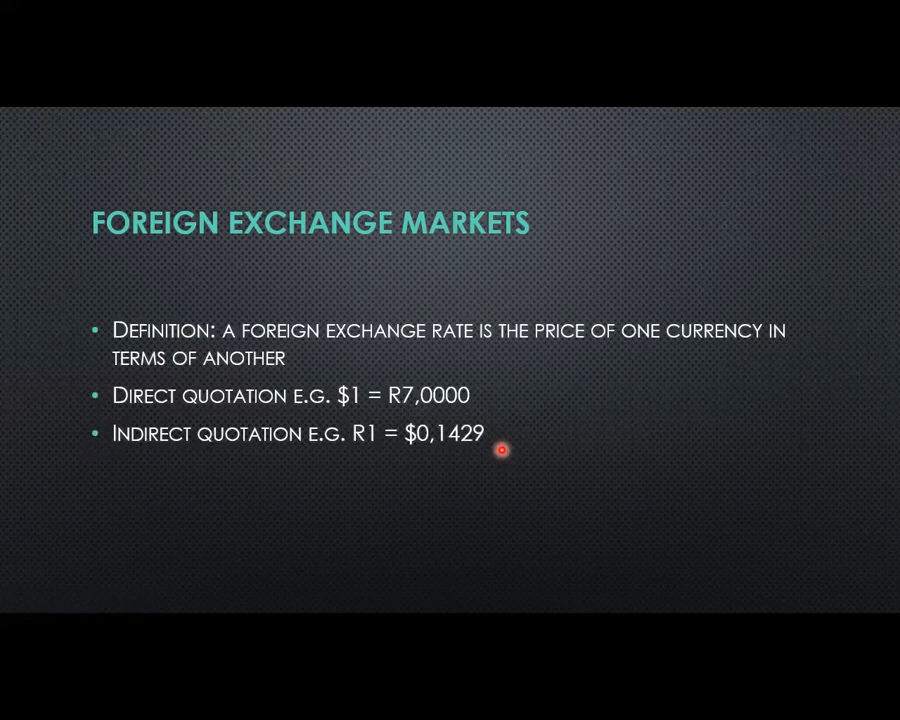 FOREIGN EXCHANGE MARKETS
• DEFINITION: A FOREIGN EXCHANGE RATE IS THE PRICE OF ONE CURRENCY IN
TERMS OF ANOTHER
• DIRECT QUOTATION E.G. $1 = R7,0000
• INDIRECT QUOTATION E.G. R1 = $0,1429